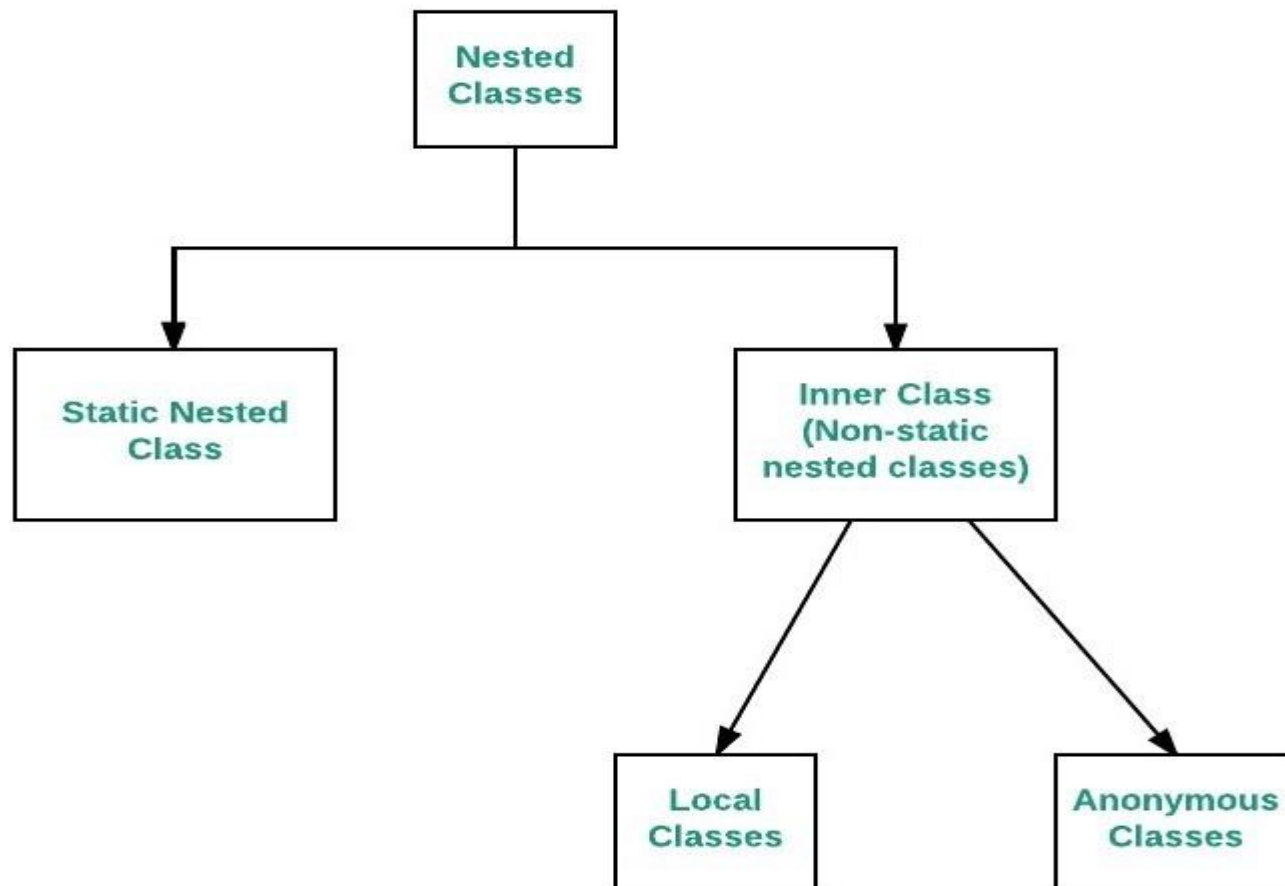 Nested
Classes
Static Nested
Class
Inner Class
(Non-static
nested classes)
Local
Classes
Anonymous
Classes